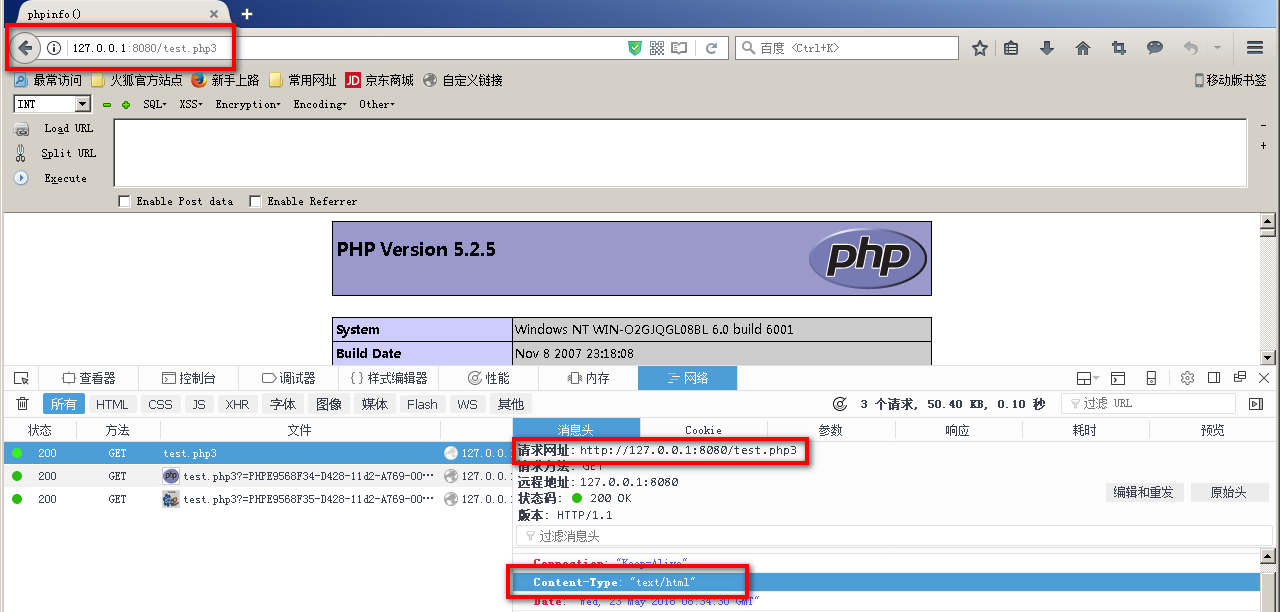 phpinfo()
127.0.0.1:8080/test.php3
百度 <Ctrl+K>
最常访问 火狐官方站点 新手上路 常用网址 JD 京东商城 自定义链接 移动版书签
INT SQL▾ XSS▾ Encryption▾ Encoding▾ Other▾
Load URL
Split URL
Execute
Enable Post data Enable Referrer
PHP Version 5.2.5
php
System Windows NT WIN-O2GJQGL08BL 6.0 build 6001
Build Date Nov 8 2007 23:18:08
查看器 控制台 调试器 {} 样式编辑器 性能 内存 网络
所有 HTML CSS JS XHR 字体 图像 媒体 Flash WS 其他 3 个请求, 50.40 KB, 0.10 秒 过滤 URL
状态 方法 文件 消息头 Cookie 参数 响应 耗时 预览
200 GET test.php3 127.0.0.
200 GET test.php3?=PHPE9568F34-D428-11d2-A769-00··· 127.0.0.
200 GET test.php3?=PHPE9568F35-D428-11d2-A769-00··· 127.0.0.
请求网址: http://127.0.0.1:8080/test.php3
请求方法: GET
远程地址: 127.0.0.1:8080
状态码: 200 OK
编辑和重发 原始头
版本: HTTP/1.1
过滤消息头
Connection: "Keep-Alive"
Content-Type: "text/html"
Date: "Wed, 23 May 2018 08:34:30 GMT"